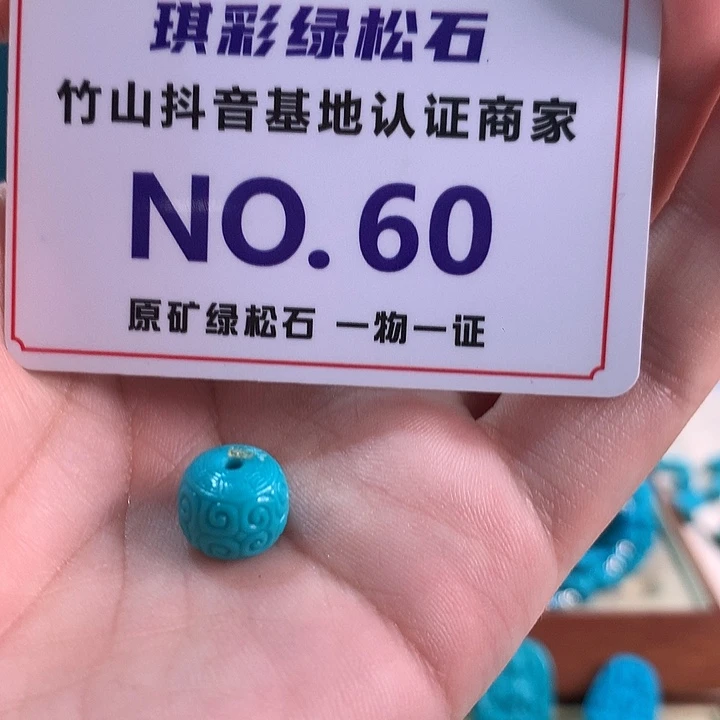 琪彩绿松石
竹山抖音基地认证商家
NO.60
原矿绿松石 一物一证